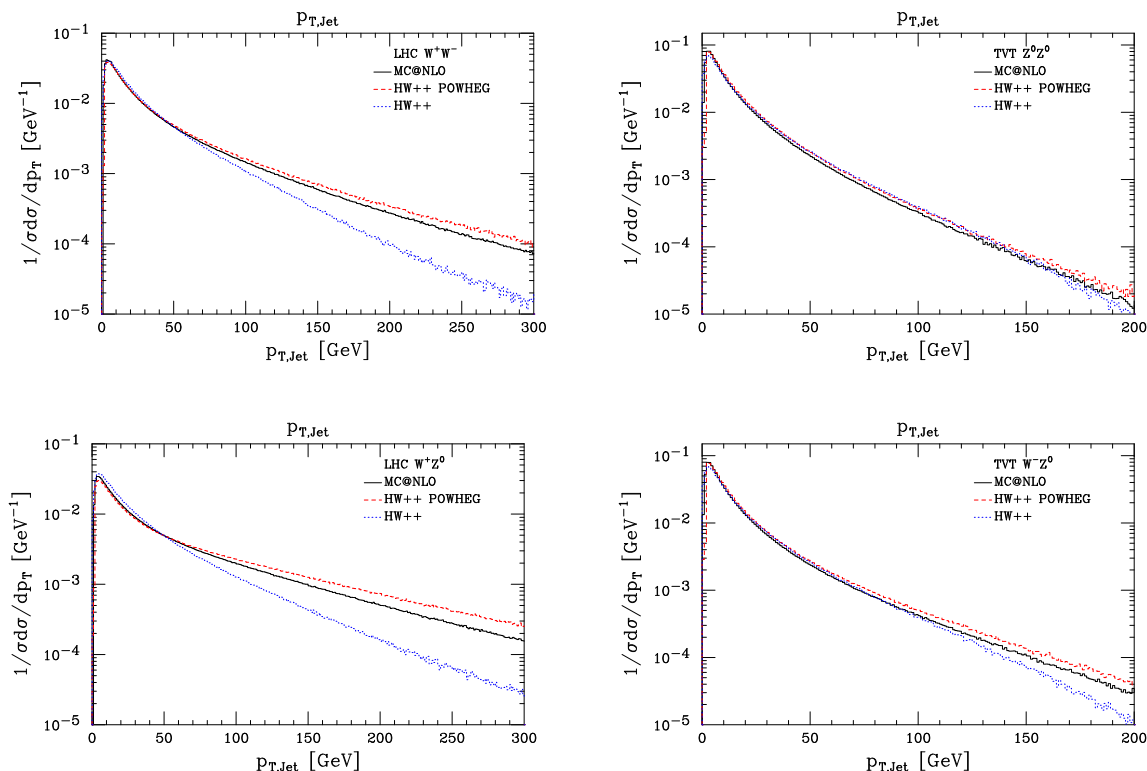 p_{T,Jet}
LHC W⁺W⁻
MC@NLO
HW++ POWHEG
HW++
1/σdσ/dp_T [GeV⁻¹]
10⁻¹
10⁻²
10⁻³
10⁻⁴
10⁻⁵
0 50 100 150 200 250 300
p_{T,Jet} [GeV]
p_{T,Jet}
TVT Z⁰Z⁰
MC@NLO
HW++ POWHEG
HW++
1/σdσ/dp_T [GeV⁻¹]
10⁻¹
10⁻²
10⁻³
10⁻⁴
10⁻⁵
0 50 100 150 200
p_{T,Jet} [GeV]
p_{T,Jet}
LHC W⁺Z⁰
MC@NLO
HW++ POWHEG
HW++
1/σdσ/dp_T [GeV⁻¹]
10⁻¹
10⁻²
10⁻³
10⁻⁴
10⁻⁵
0 50 100 150 200 250 300
p_{T,Jet} [GeV]
p_{T,Jet}
TVT W⁻Z⁰
MC@NLO
HW++ POWHEG
HW++
1/σdσ/dp_T [GeV⁻¹]
10⁻¹
10⁻²
10⁻³
10⁻⁴
10⁻⁵
0 50 100 150 200
p_{T,Jet} [GeV]